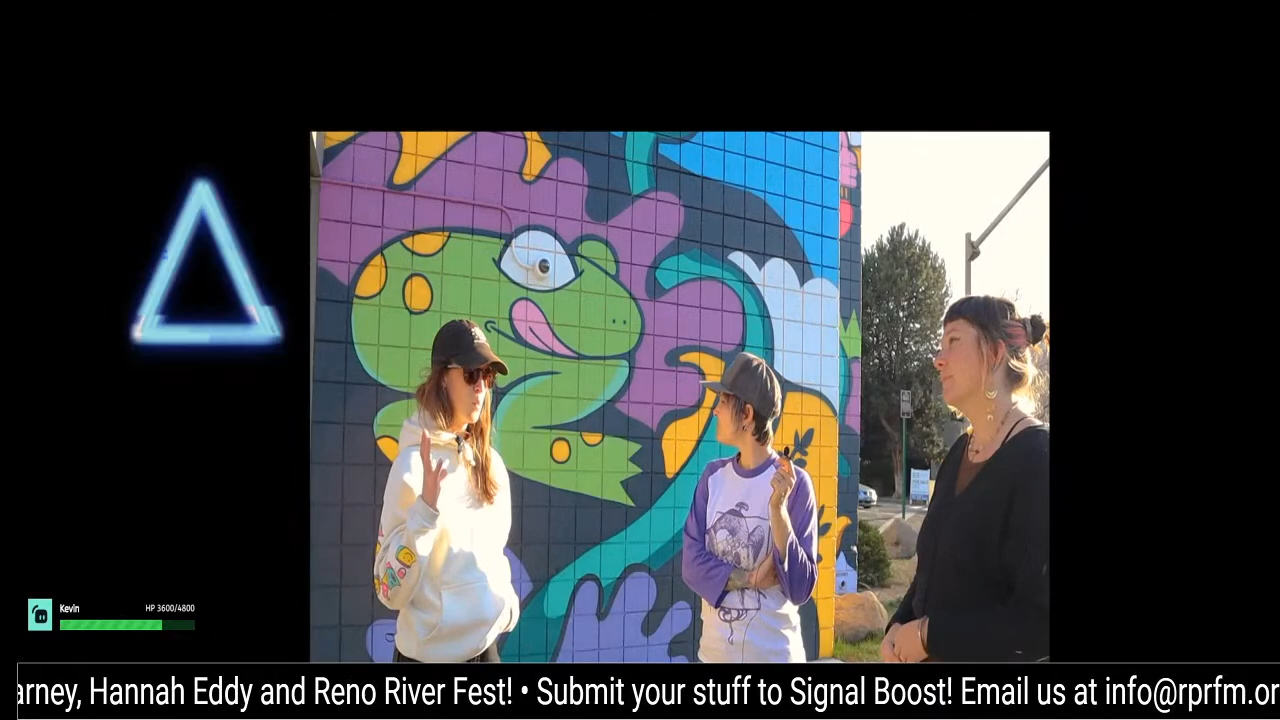 Kevin HP 3600/4800
arney, Hannah Eddy and Reno River Fest! • Submit your stuff to Signal Boost! Email us at info@rprfm.or